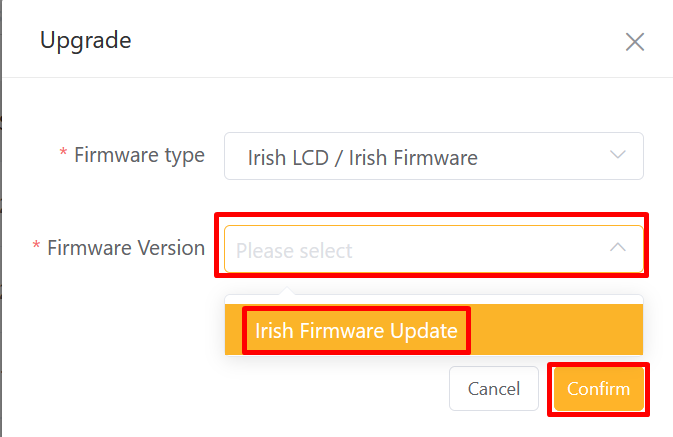 Upgrade
* Firmware type
Irish LCD / Irish Firmware
* Firmware Version
Please select
Irish Firmware Update
Cancel
Confirm